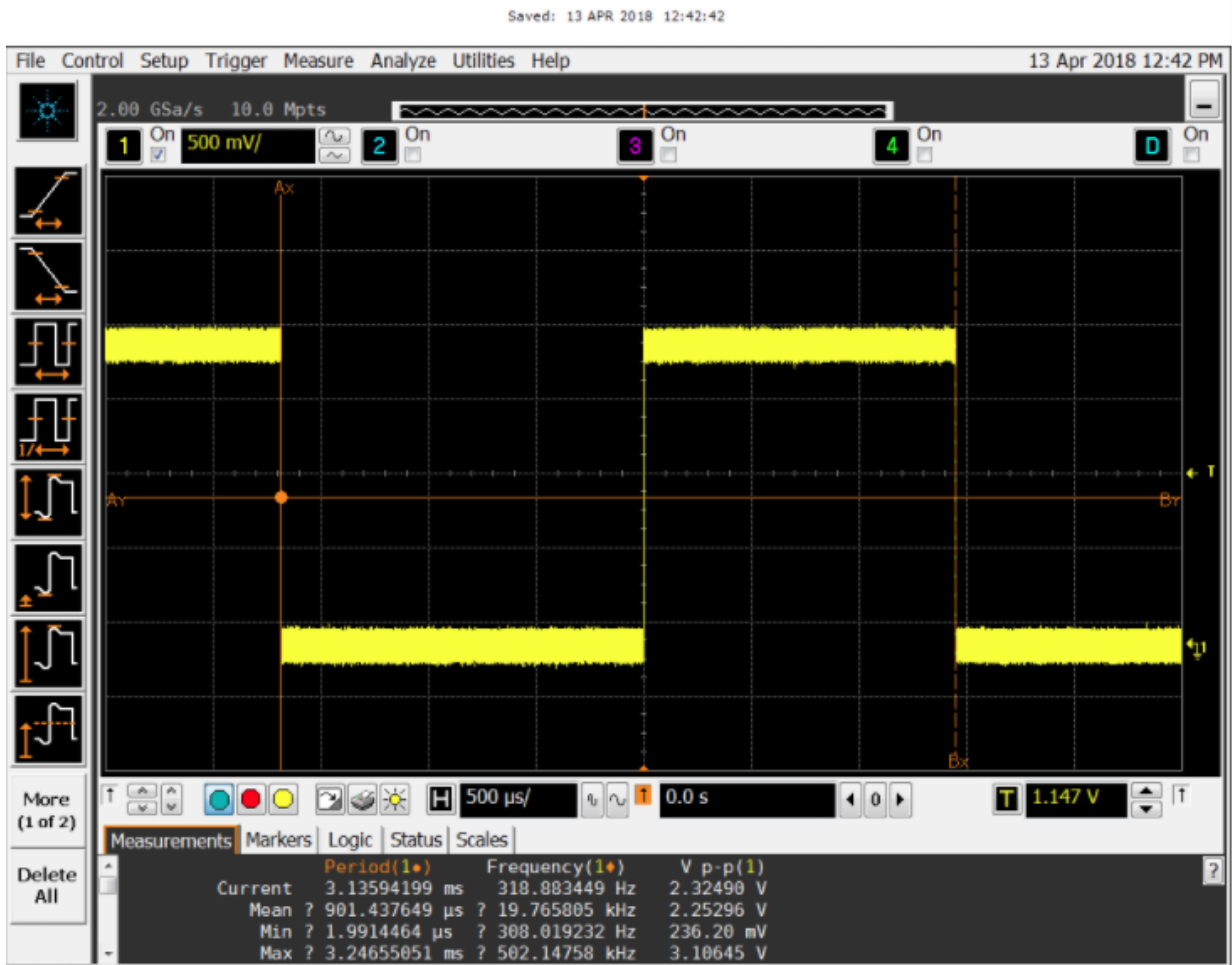 Saved: 13 APR 2018 12:42:42
File Control Setup Trigger Measure Analyze Utilities Help 13 Apr 2018 12:42 PM
2.00 GSa/s 10.0 Mpts
1 On 500 mV/ 2 On 3 On 4 On D On
Ax
T
AY BY
1
Bx
1/
More
(1 of 2)
Delete
All
H 500 µs/ 0.0 s 0 T 1.147 V
Measurements Markers Logic Status Scales
Period(1) Frequency(1) V p-p(1) ?
Current 3.13594199 ms 318.883449 Hz 2.32490 V
Mean ? 901.437649 µs ? 19.765805 kHz 2.25296 V
Min ? 1.9914464 µs ? 308.019232 Hz 236.20 mV
Max ? 3.24655051 ms ? 502.14758 kHz 3.10645 V